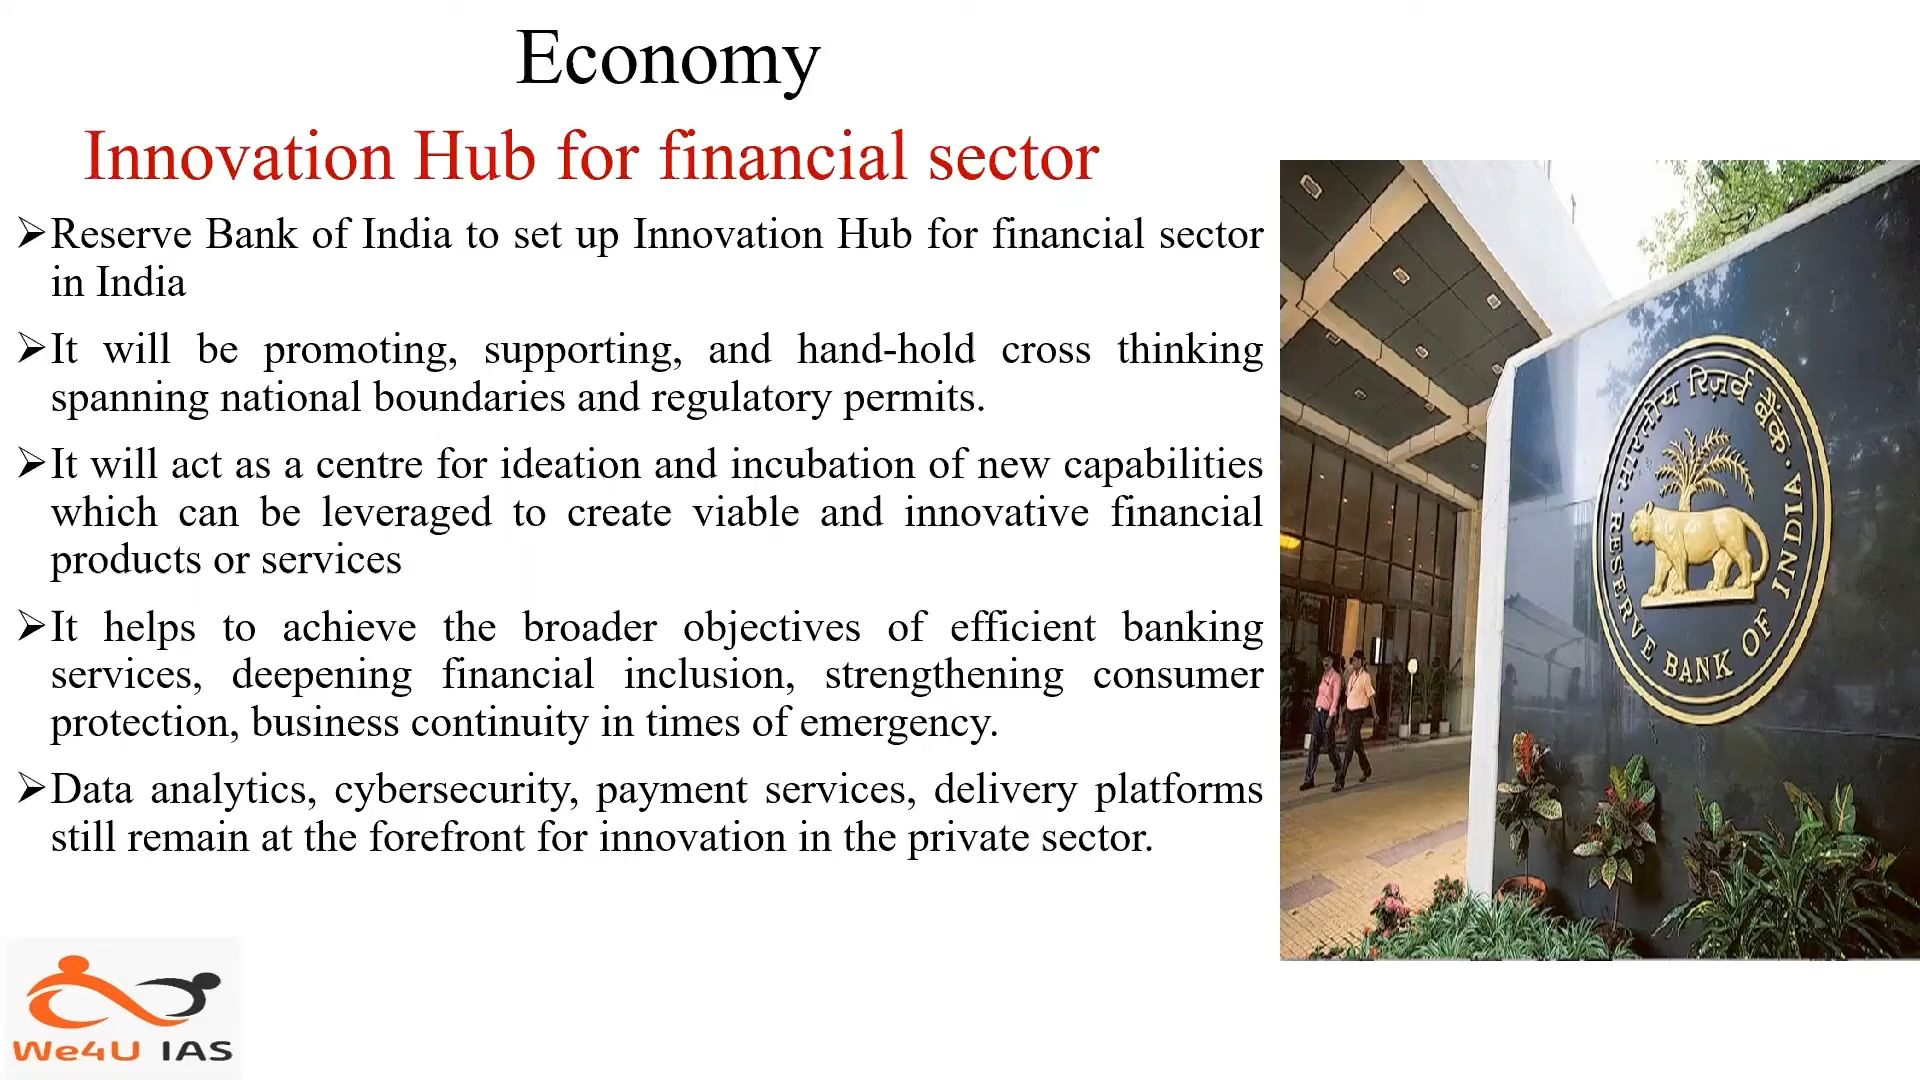 Economy
Innovation Hub for financial sector
➢Reserve Bank of India to set up Innovation Hub for financial sector
in India
➢It will be promoting, supporting, and hand-hold cross thinking
spanning national boundaries and regulatory permits.
➢It will act as a centre for ideation and incubation of new capabilities
which can be leveraged to create viable and innovative financial
products or services
➢It helps to achieve the broader objectives of efficient banking
services, deepening financial inclusion, strengthening consumer
protection, business continuity in times of emergency.
➢Data analytics, cybersecurity, payment services, delivery platforms
still remain at the forefront for innovation in the private sector.
भारतीय रिज़र्व बैंक
RESERVE BANK OF INDIA
We4U IAS